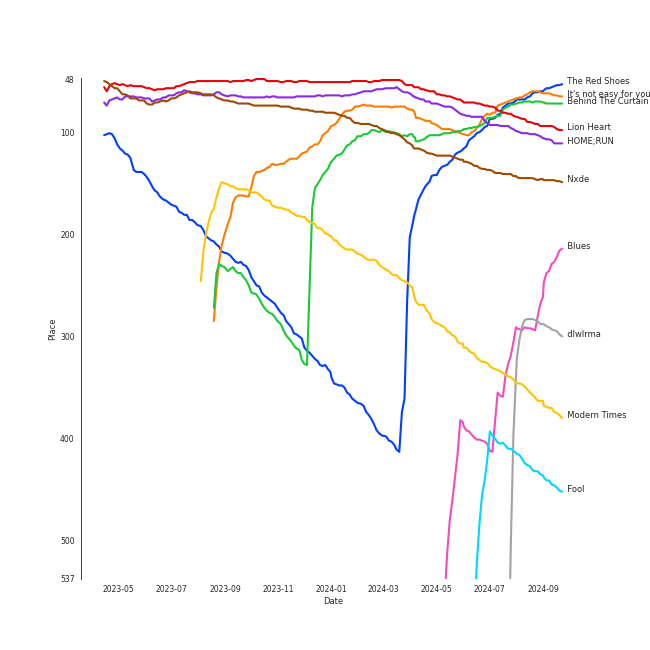 48
100
200
300
400
500
537
Place
2023-05
2023-07
2023-09
2023-11
2024-01
2024-03
2024-05
2024-07
2024-09
Date
The Red Shoes
It's not easy for you
Behind The Curtain
Lion Heart
HOME;RUN
Nxde
Blues
dlwlrma
Modern Times
Fool